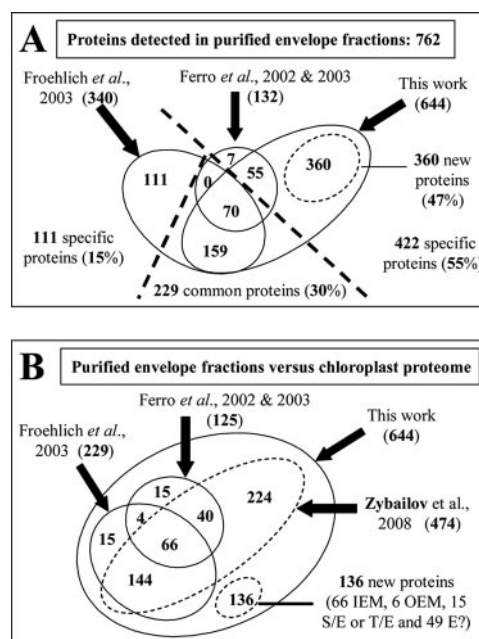 A
Proteins detected in purified envelope fractions: 762
Froehlich et al.,
2003 (340)
Ferro et al., 2002 & 2003
(132)
This work
(644)
111
7
0
55
360
70
159
360 new
proteins
(47%)
111 specific
proteins (15%)
422 specific
proteins (55%)
229 common proteins (30%)
B
Purified envelope fractions versus chloroplast proteome
Ferro et al., 2002 & 2003
(125)
Froehlich et al.,
2003 (229)
This work
(644)
15
224
4
40
15
66
144
136
Zybailov et al.,
2008 (474)
136 new proteins
(66 IEM, 6 OEM, 15
S/E or T/E and 49 E?)